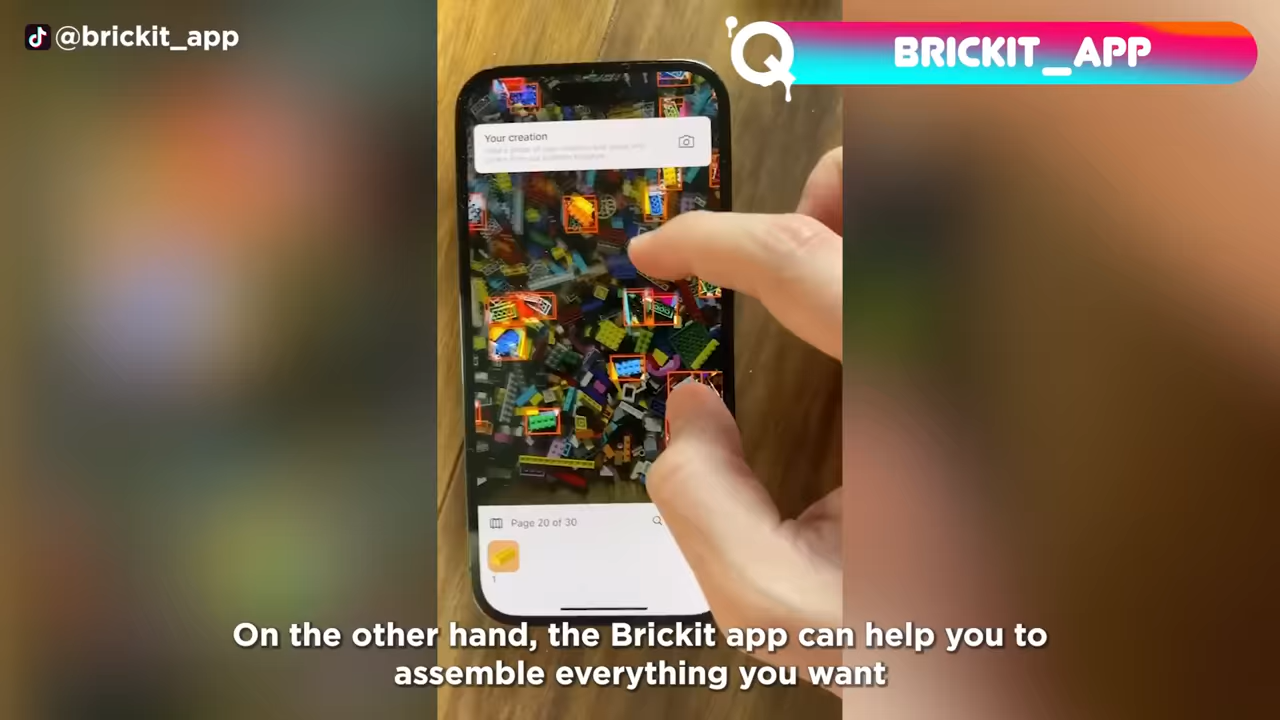 @brickit_app
BRICKIT_APP
Your creation
Page 20 of 30
1
On the other hand, the Brickit app can help you to
assemble everything you want